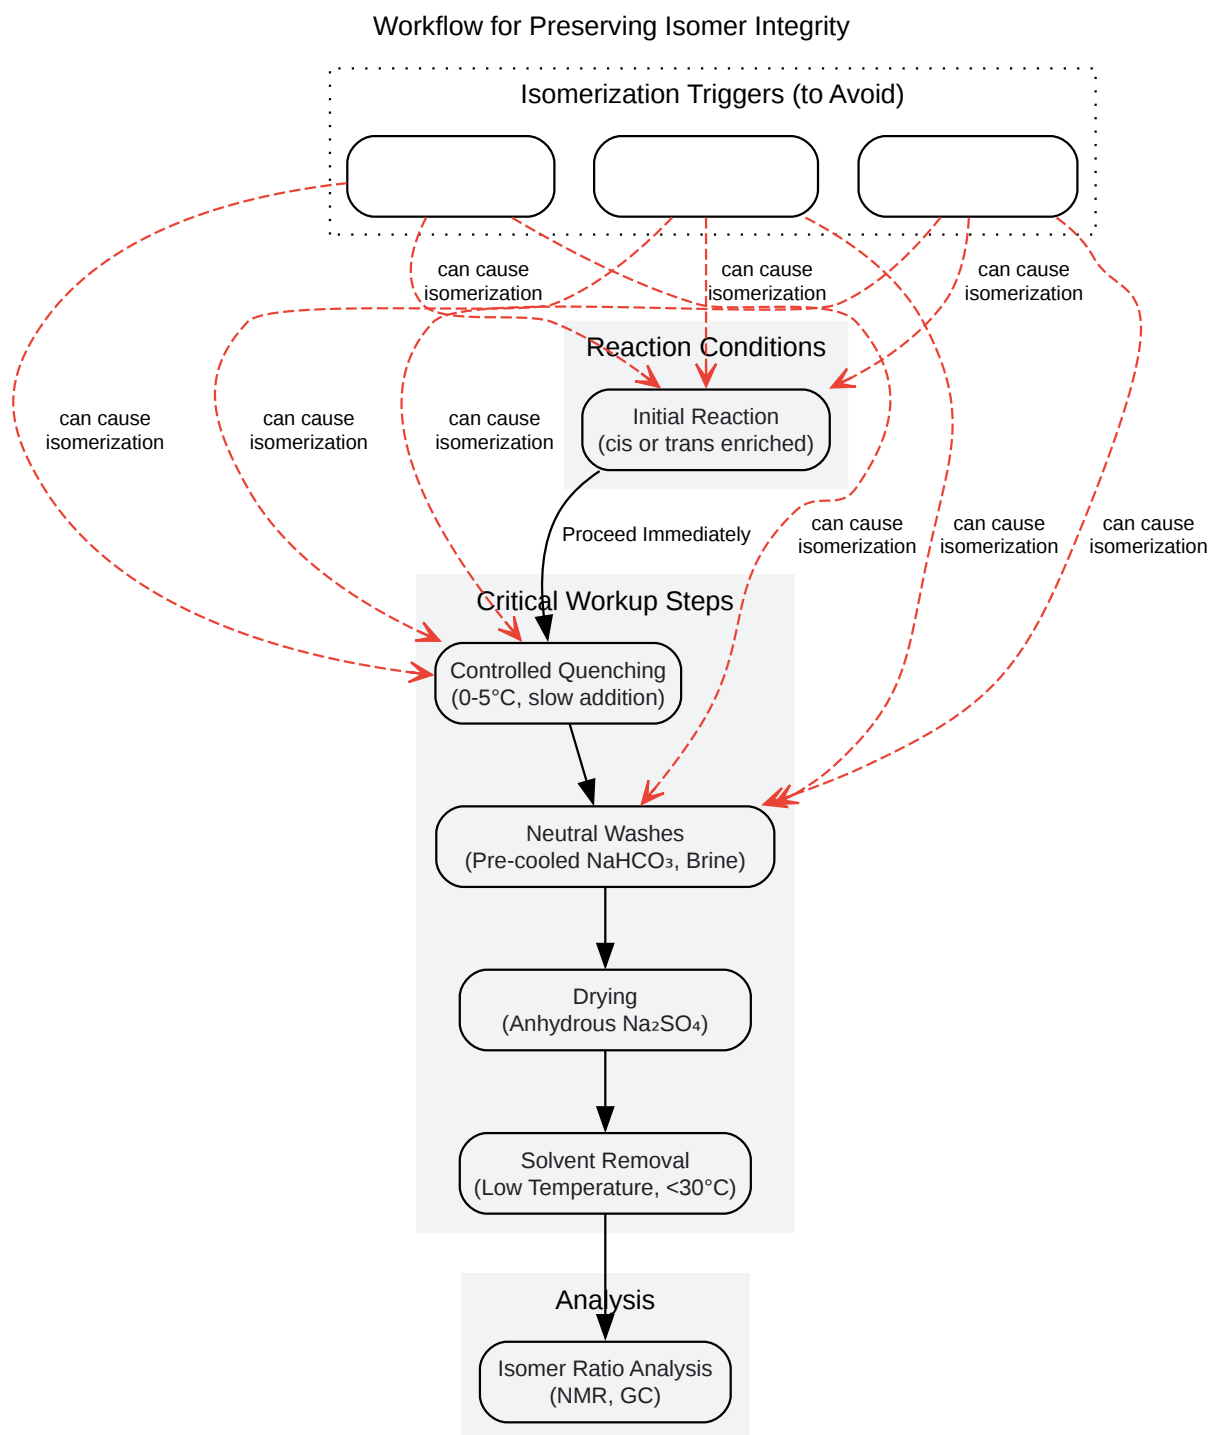 Workflow for Preserving Isomer Integrity
Isomerization Triggers (to Avoid)
can cause
isomerization
can cause
isomerization
can cause
isomerization
Reaction Conditions
Initial Reaction
(cis or trans enriched)
can cause
isomerization
can cause
isomerization
can cause
isomerization
Proceed Immediately
can cause
isomerization
can cause
isomerization
can cause
isomerization
Critical Workup Steps
Controlled Quenching
(0-5°C, slow addition)
Neutral Washes
(Pre-cooled NaHCO₃, Brine)
Drying
(Anhydrous Na₂SO₄)
Solvent Removal
(Low Temperature, <30°C)
Analysis
Isomer Ratio Analysis
(NMR, GC)